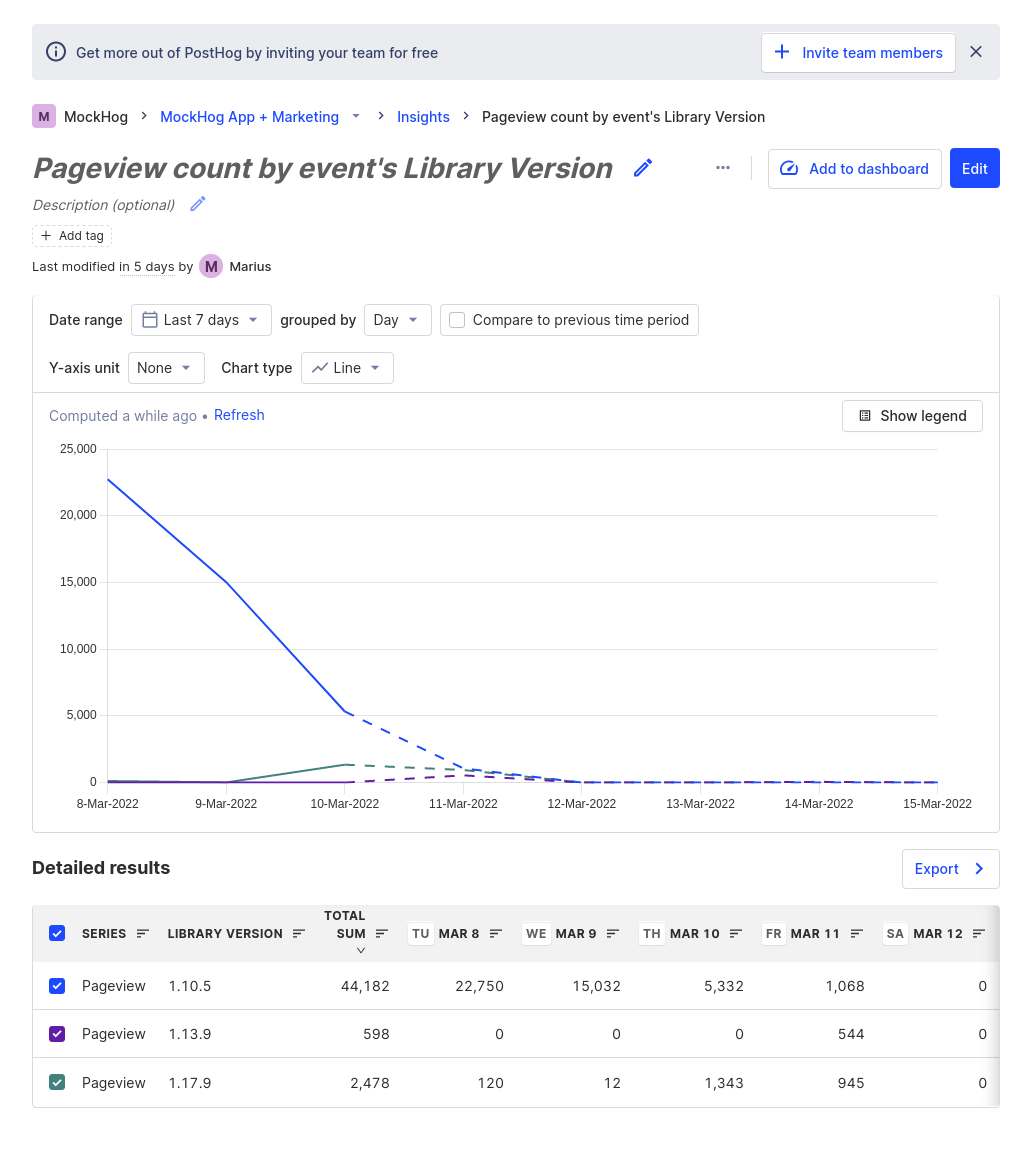 Get more out of PostHog by inviting your team for free
Invite team members
M MockHog MockHog App + Marketing Insights Pageview count by event's Library Version
Pageview count by event's Library Version
Add to dashboard
Edit
Description (optional)
Add tag
Last modified in 5 days by M Marius
Date range Last 7 days grouped by Day Compare to previous time period
Y-axis unit None Chart type Line
Computed a while ago • Refresh
Show legend
25,000
20,000
15,000
10,000
5,000
0
8-Mar-2022 9-Mar-2022 10-Mar-2022 11-Mar-2022 12-Mar-2022 13-Mar-2022 14-Mar-2022 15-Mar-2022
Detailed results
Export
SERIES LIBRARY VERSION TOTAL SUM TU MAR 8 WE MAR 9 TH MAR 10 FR MAR 11 SA MAR 12
Pageview 1.10.5 44,182 22,750 15,032 5,332 1,068 0
Pageview 1.13.9 598 0 0 0 544 0
Pageview 1.17.9 2,478 120 12 1,343 945 0